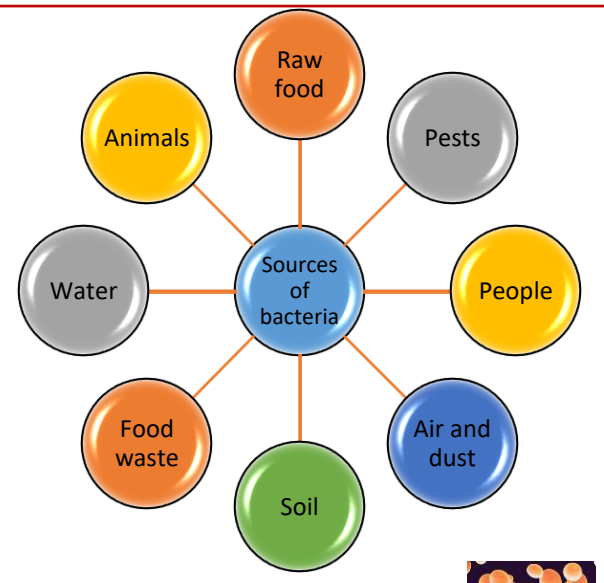 Raw
food
Pests
People
Air and
dust
Soil
Food
waste
Water
Animals
Sources
of
bacteria